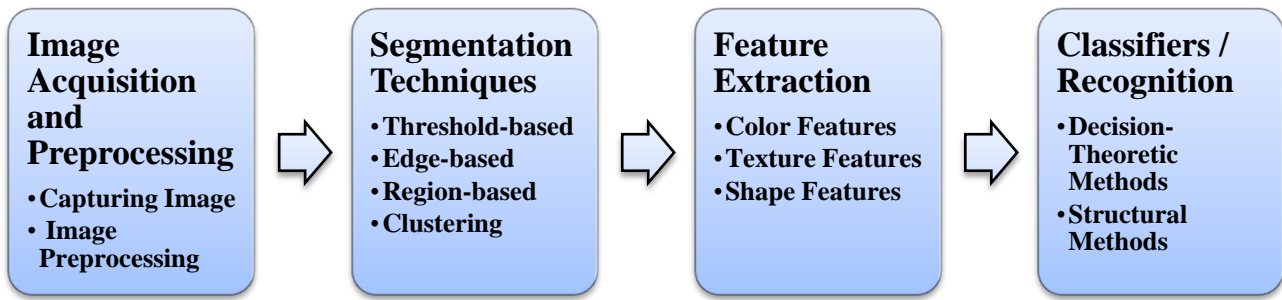 Image
Acquisition
and
Preprocessing
• Capturing Image
• Image
Preprocessing
Segmentation
Techniques
• Threshold-based
• Edge-based
• Region-based
• Clustering
Feature
Extraction
• Color Features
• Texture Features
• Shape Features
Classifiers /
Recognition
• Decision-
Theoretic
Methods
• Structural
Methods